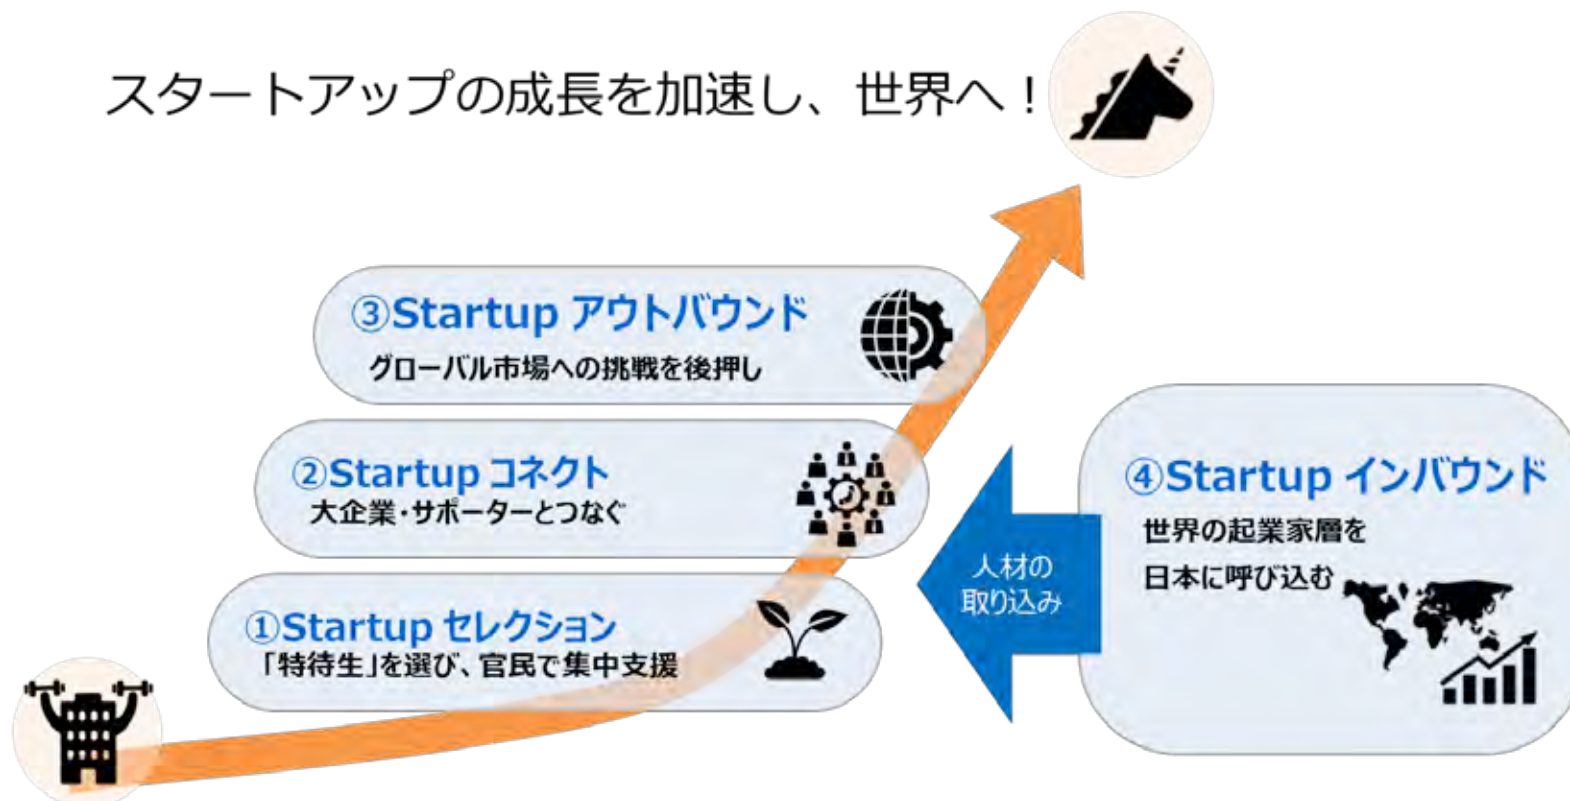 スタートアップの成長を加速し、世界へ！
③Startup アウトバウンド
グローバル市場への挑戦を後押し
②Startup コネクト
大企業・サポーターとつなぐ
①Startup セレクション
「特待生」を選び、官民で集中支援
人材の
取り込み
④Startup インバウンド
世界の起業家層を
日本に呼び込む